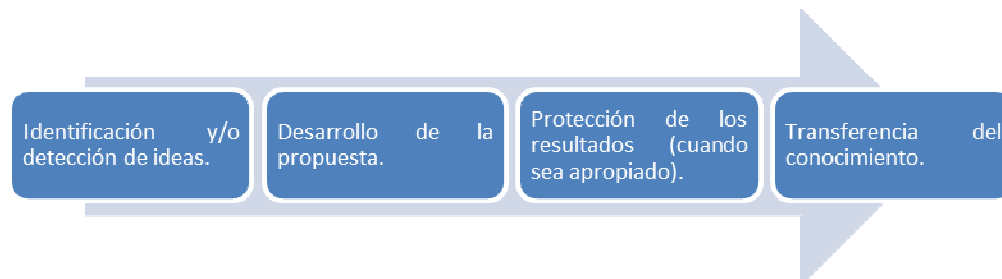 Identificación y/o
detección de ideas.
Desarrollo de la
propuesta.
Protección de los
resultados (cuando
sea apropiado).
Transferencia del
conocimiento.